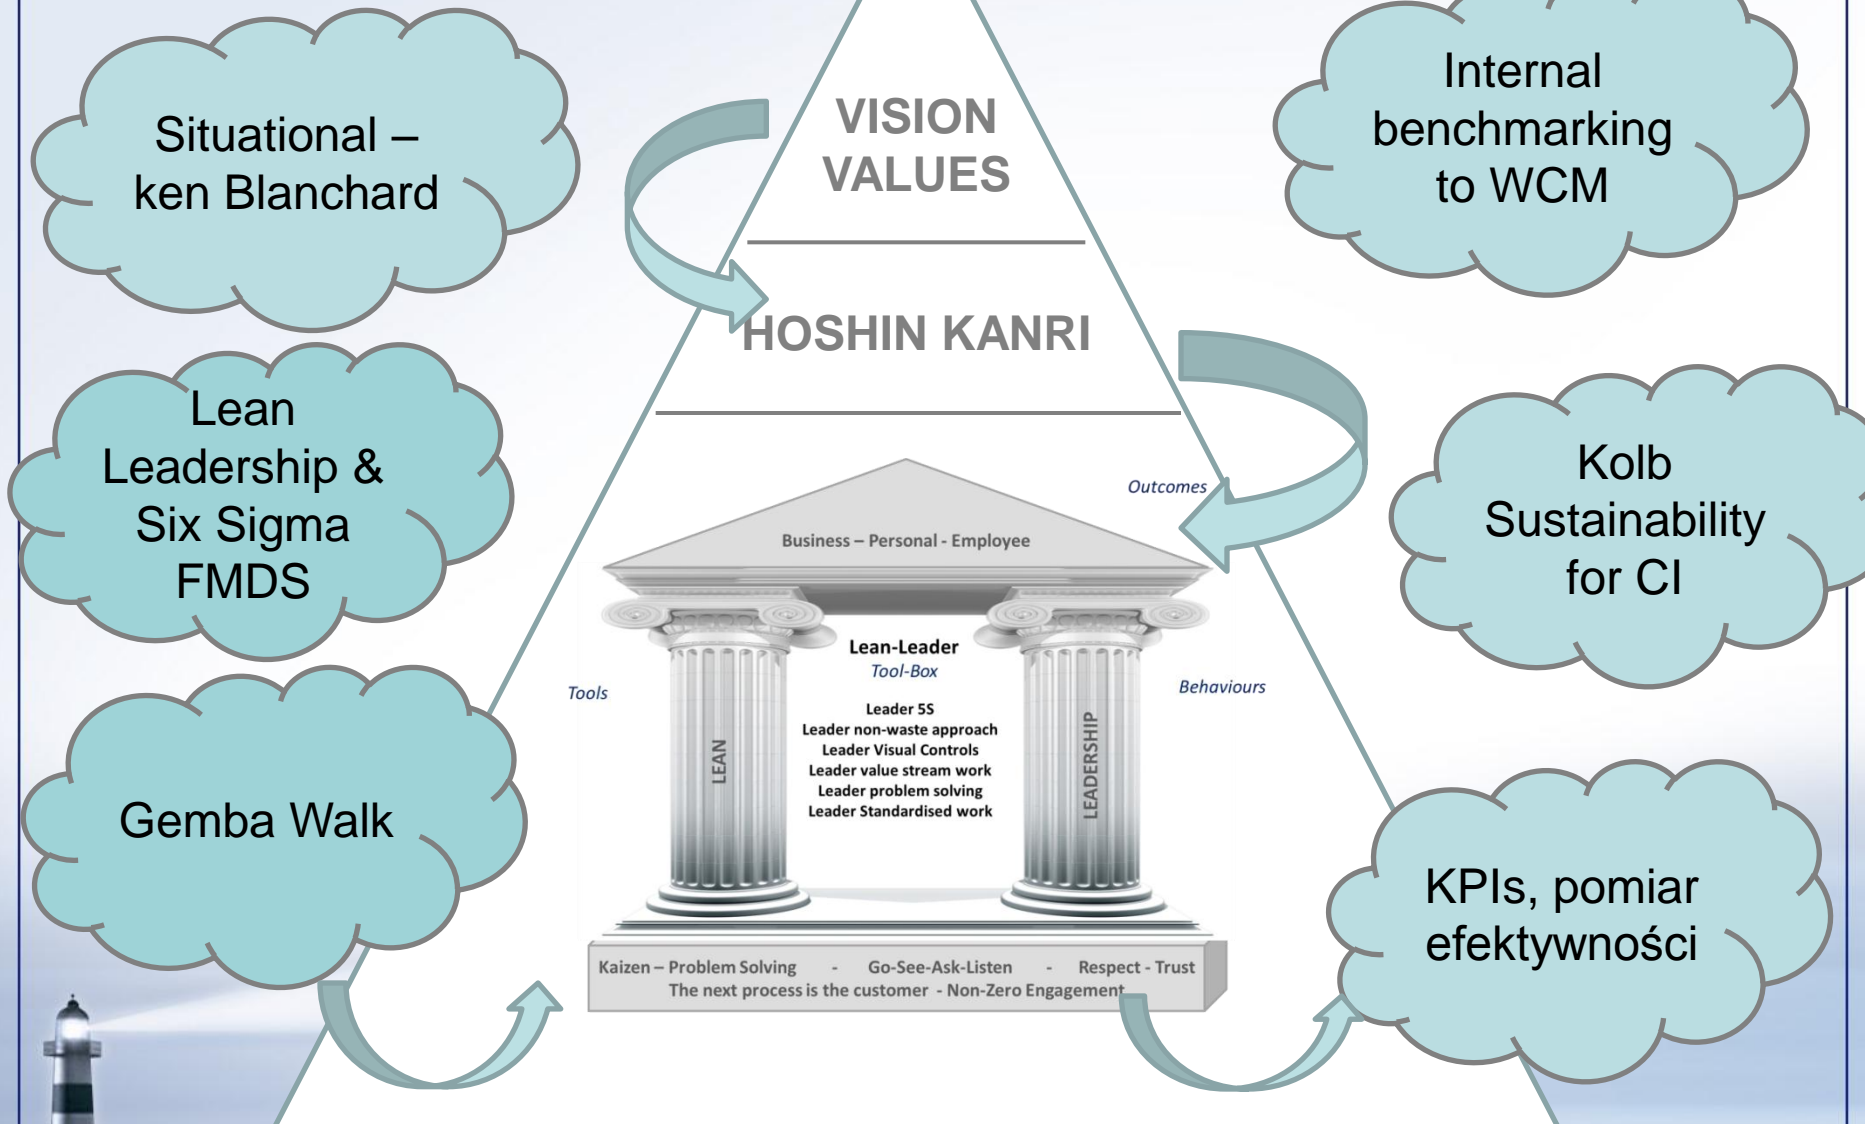 Situational –
ken Blanchard
VISION
VALUES
Internal
benchmarking
to WCM
HOSHIN KANRI
Lean
Leadership &
Six Sigma
FMDS
Kolb
Sustainability
for CI
Outcomes
Business – Personal - Employee
Lean-Leader
Tool-Box
Tools
Behaviours
Leader 5S
Leader non-waste approach
Leader Visual Controls
Leader value stream work
Leader problem solving
Leader Standardised work
LEAN
LEADERSHIP
Gemba Walk
KPIs, pomiar
efektywności
Kaizen – Problem Solving - Go-See-Ask-Listen - Respect - Trust
The next process is the customer - Non-Zero Engagement